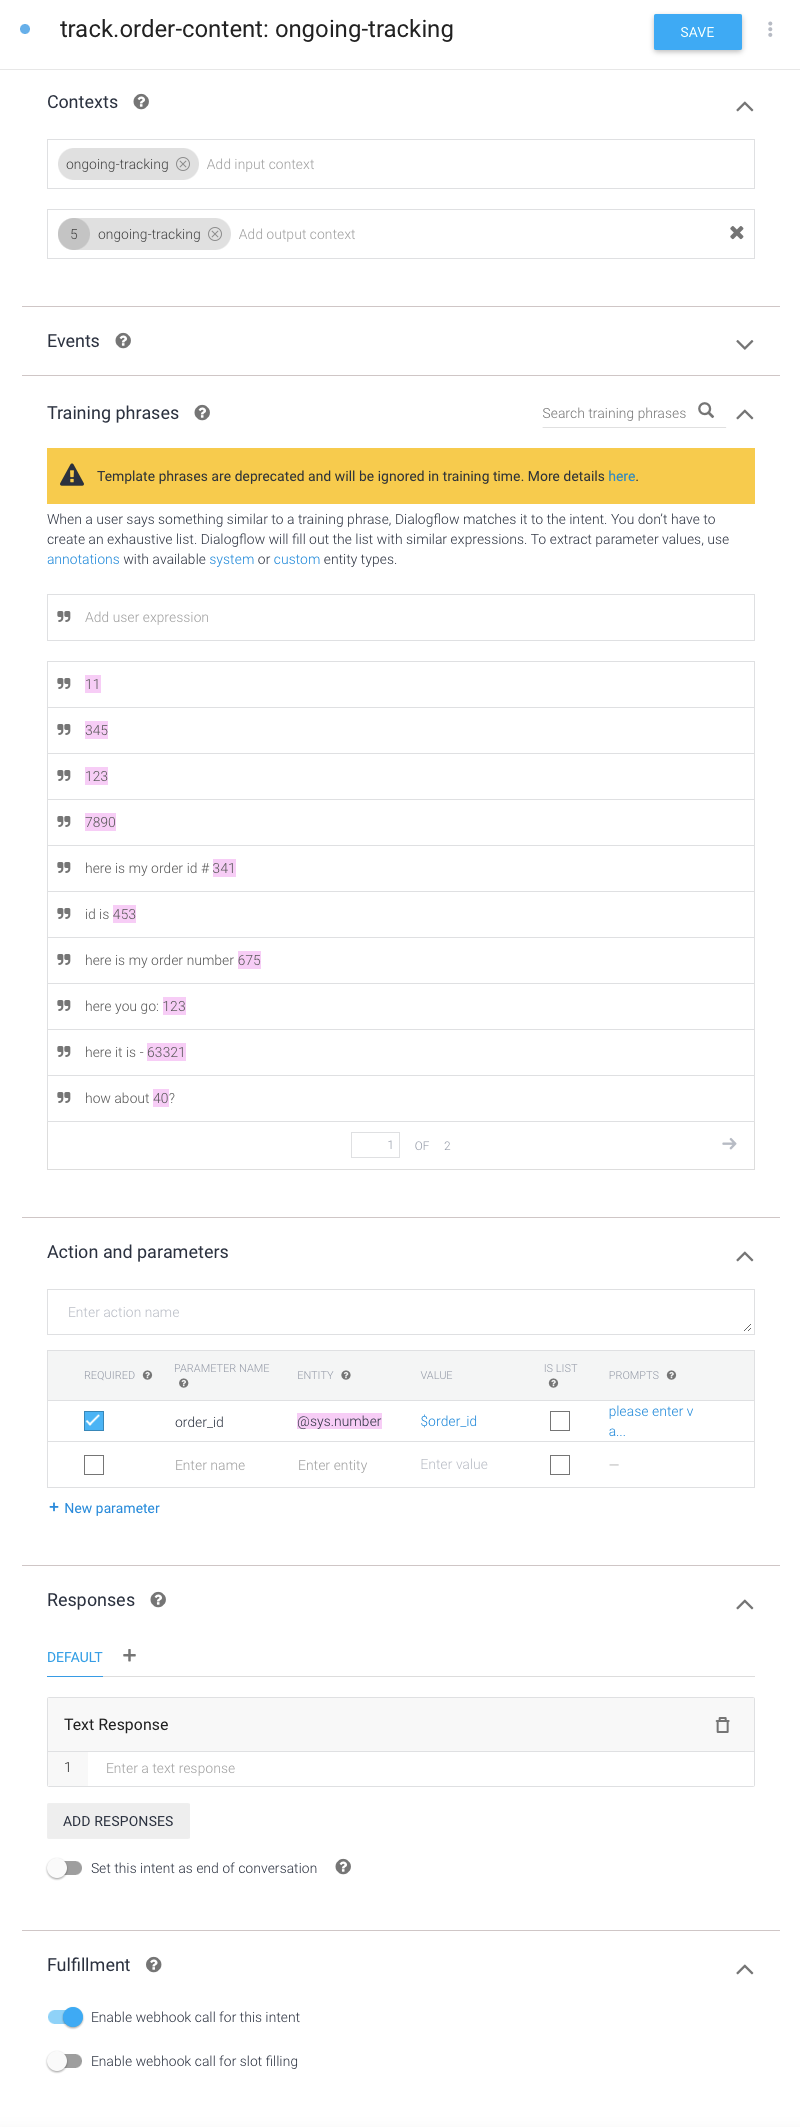 track.order-content: ongoing-tracking
SAVE
Contexts
ongoing-tracking Add input context
5 ongoing-tracking Add output context
Events
Training phrases
Search training phrases
Template phrases are deprecated and will be ignored in training time. More details here.
When a user says something similar to a training phrase, Dialogflow matches it to the intent. You don't have to
create an exhaustive list. Dialogflow will fill out the list with similar expressions. To extract parameter values, use
annotations with available system or custom entity types.
Add user expression
11
345
123
7890
here is my order id # 341
id is 453
here is my order number 675
here you go: 123
here it is - 63321
how about 40?
1 OF 2
Action and parameters
Enter action name
REQUIRED PARAMETER NAME ENTITY VALUE IS LIST PROMPTS
order_id @sys.number $order_id please enter v
a...
Enter name Enter entity Enter value –
+ New parameter
Responses
DEFAULT +
Text Response
1 Enter a text response
ADD RESPONSES
Set this intent as end of conversation
Fulfillment
Enable webhook call for this intent
Enable webhook call for slot filling